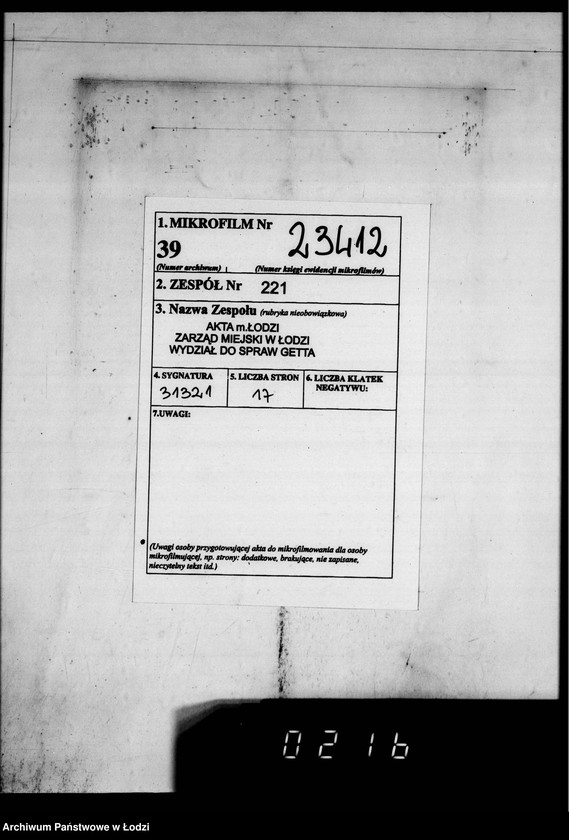 1. MIKROFILM Nr
39 23412
(Numer archiwum) (Numer księgi ewidencji mikrofilmów)
2. ZESPÓŁ Nr 221
3. Nazwa Zespołu (rubryka nieobowiązkowa)
AKTA m.ŁODZI
ZARZĄD MIEJSKI W ŁODZI
WYDZIAŁ DO SPRAW GETTA
4. SYGNATURA 5. LICZBA STRON 6. LICZBA KLATEK
NEGATYWU:
31321 17
7.UWAGI:
(Uwagi osoby przygotowującej akta do mikrofilmowania dla osoby
mikrofilmującej, np. strony: dodatkowe, brakujące, nie zapisane,
nieczytelny tekst itd.)
0216
Archiwum Państwowe w Łodzi